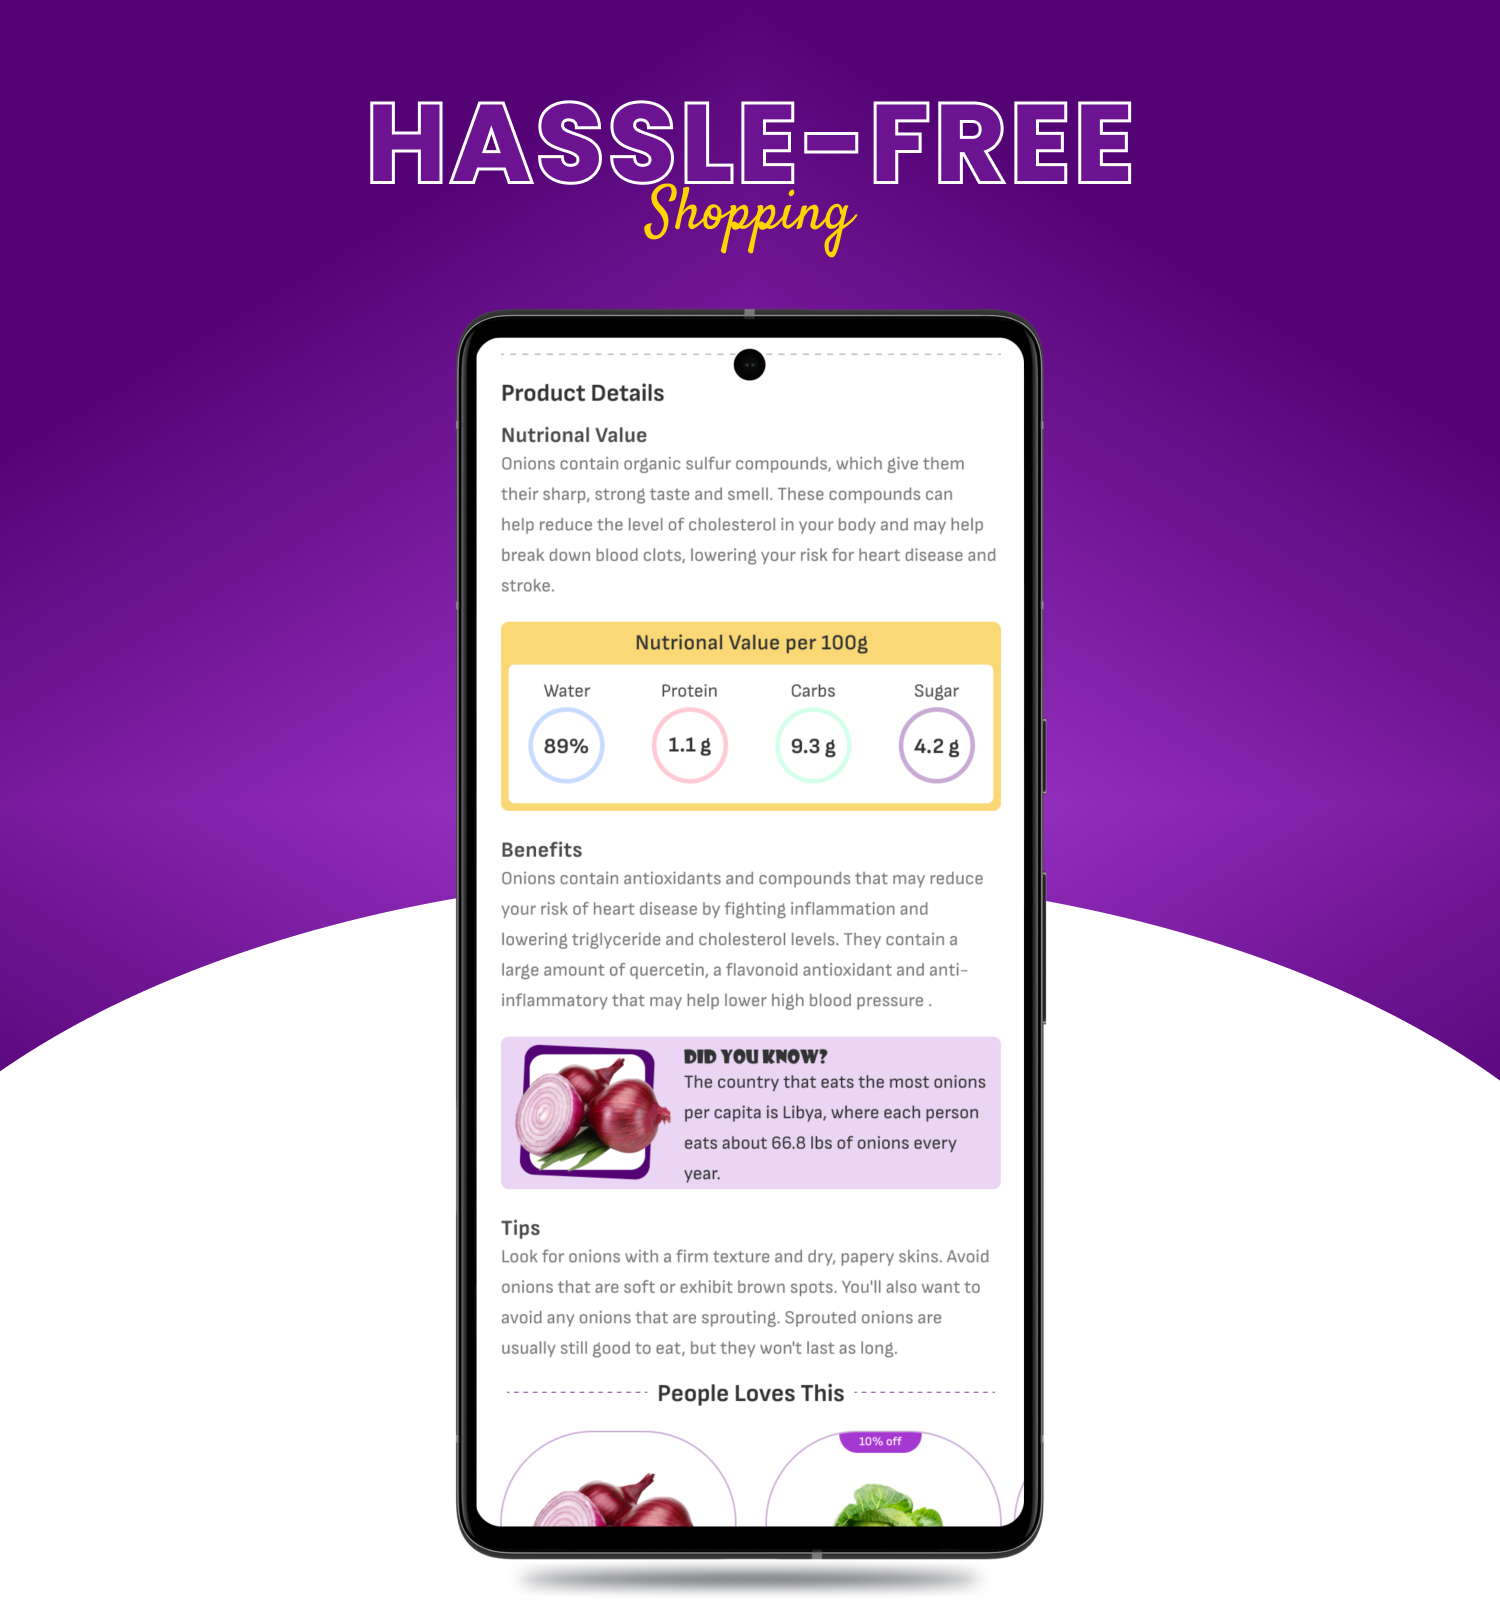 HASSLE-FREE
Shopping
Product Details
Nutrional Value
Onions contain organic sulfur compounds, which give them
their sharp, strong taste and smell. These compounds can
help reduce the level of cholesterol in your body and may help
break down blood clots, lowering your risk for heart disease and
stroke.
Nutrional Value per 100g
Water Protein Carbs Sugar
89% 1.1 g 9.3 g 4.2 g
Benefits
Onions contain antioxidants and compounds that may reduce
your risk of heart disease by fighting inflammation and
lowering triglyceride and cholesterol levels. They contain a
large amount of quercetin, a flavonoid antioxidant and anti-
inflammatory that may help lower high blood pressure .
DID YOU KNOW?
The country that eats the most onions
per capita is Libya, where each person
eats about 66.8 lbs of onions every
year.
Tips
Look for onions with a firm texture and dry, papery skins. Avoid
onions that are soft or exhibit brown spots. You'll also want to
avoid any onions that are sprouting. Sprouted onions are
usually still good to eat, but they won't last as long.
People Loves This
10% off